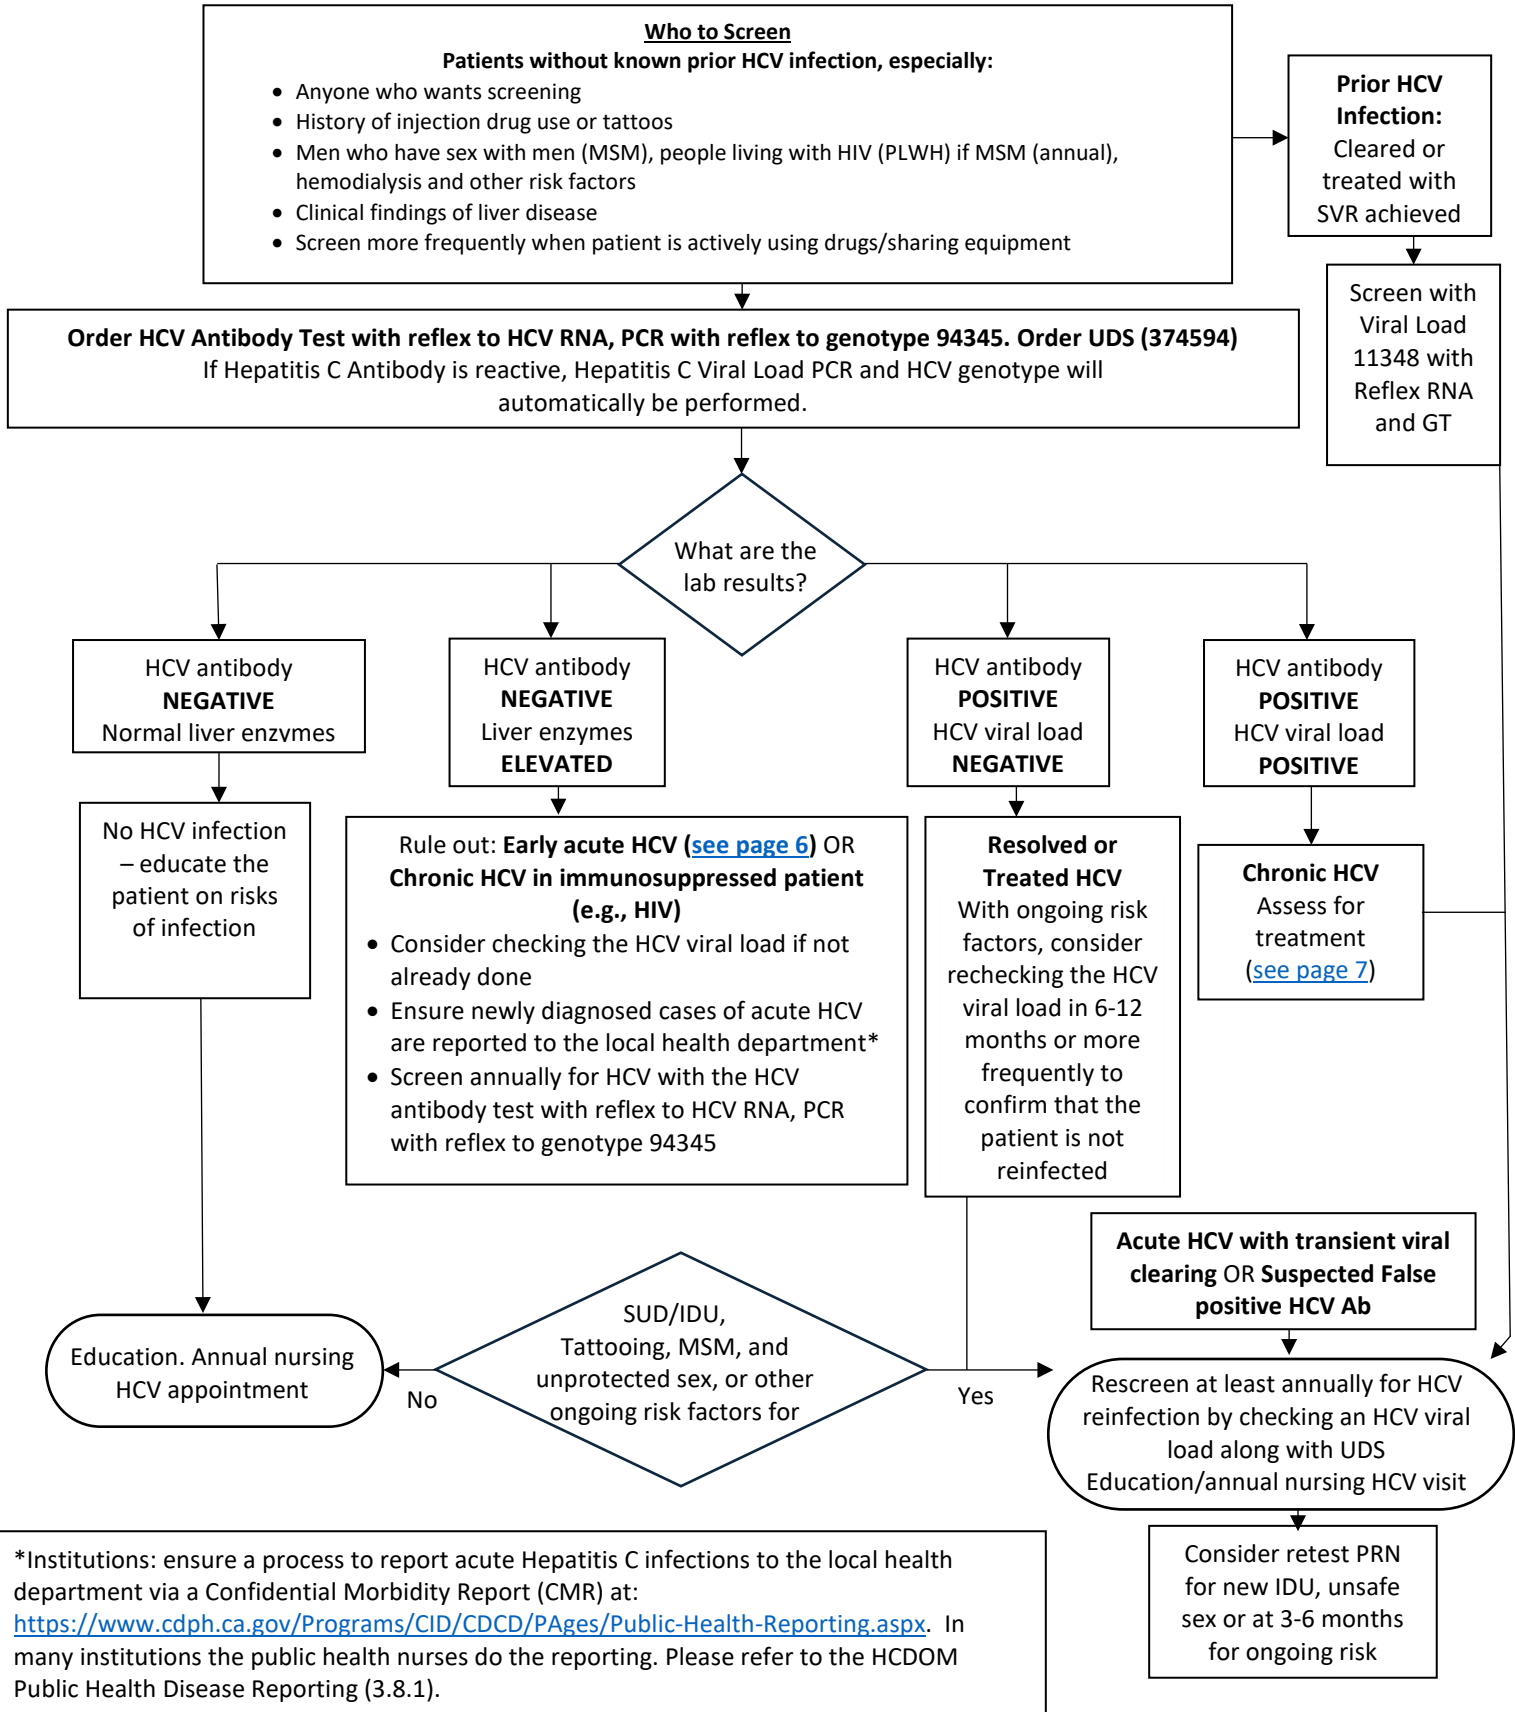 Who to Screen
Patients without known prior HCV infection, especially:
• Anyone who wants screening
• History of injection drug use or tattoos
• Men who have sex with men (MSM), people living with HIV (PLWH) if MSM (annual),
hemodialysis and other risk factors
• Clinical findings of liver disease
• Screen more frequently when patient is actively using drugs/sharing equipment
Prior HCV
Infection:
Cleared or
treated with
SVR achieved
Screen with
Viral Load
11348 with
Reflex RNA
and GT
Order HCV Antibody Test with reflex to HCV RNA, PCR with reflex to genotype 94345. Order UDS (374594)
If Hepatitis C Antibody is reactive, Hepatitis C Viral Load PCR and HCV genotype will
automatically be performed.
What are the
lab results?
HCV antibody
NEGATIVE
Normal liver enzymes
HCV antibody
NEGATIVE
Liver enzymes
ELEVATED
HCV antibody
POSITIVE
HCV viral load
NEGATIVE
HCV antibody
POSITIVE
HCV viral load
POSITIVE
No HCV infection
– educate the
patient on risks
of infection
Rule out: Early acute HCV (see page 6) OR
Chronic HCV in immunosuppressed patient
(e.g., HIV)
• Consider checking the HCV viral load if not
already done
• Ensure newly diagnosed cases of acute HCV
are reported to the local health department*
• Screen annually for HCV with the HCV
antibody test with reflex to HCV RNA, PCR
with reflex to genotype 94345
Resolved or
Treated HCV
With ongoing risk
factors, consider
rechecking the HCV
viral load in 6-12
months or more
frequently to
confirm that the
patient is not
reinfected
Chronic HCV
Assess for
treatment
(see page 7)
Acute HCV with transient viral
clearing OR Suspected False
positive HCV Ab
Education. Annual nursing
HCV appointment
No
SUD/IDU,
Tattooing, MSM, and
unprotected sex, or other
ongoing risk factors for
Yes
Rescreen at least annually for HCV
reinfection by checking an HCV viral
load along with UDS
Education/annual nursing HCV visit
Consider retest PRN
for new IDU, unsafe
sex or at 3-6 months
for ongoing risk
*Institutions: ensure a process to report acute Hepatitis C infections to the local health
department via a Confidential Morbidity Report (CMR) at:
https://www.cdph.ca.gov/Programs/CID/CDCD/PAges/Public-Health-Reporting.aspx. In
many institutions the public health nurses do the reporting. Please refer to the HCDOM
Public Health Disease Reporting (3.8.1).